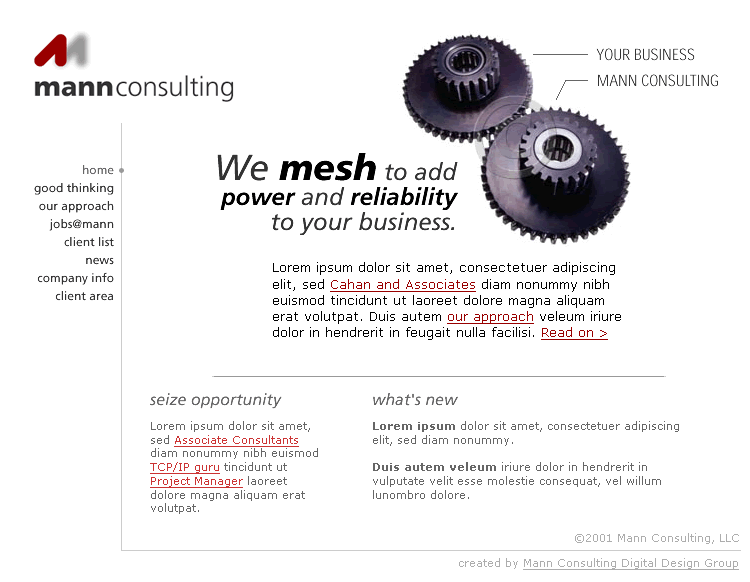 mannconsulting
YOUR BUSINESS
MANN CONSULTING
home
good thinking
our approach
jobs@mann
client list
news
company info
client area
We mesh to add
power and reliability
to your business.
Lorem ipsum dolor sit amet, consectetuer adipiscing
elit, sed Cahan and Associates diam nonummy nibh
euismod tincidunt ut laoreet dolore magna aliquam
erat volutpat. Duis autem our approach veleum iriure
dolor in hendrerit in feugait nulla facilisi. Read on >
seize opportunity
Lorem ipsum dolor sit amet,
sed Associate Consultants
diam nonummy nibh euismod
TCP/IP guru tincidunt ut
Project Manager laoreet
dolore magna aliquam erat
volutpat.
what's new
Lorem ipsum dolor sit amet, consectetuer adipiscing
elit, sed diam nonummy.
Duis autem veleum iriure dolor in hendrerit in
vulputate velit esse molestie consequat, vel willum
lunombro dolore.
©2001 Mann Consulting, LLC
created by Mann Consulting Digital Design Group